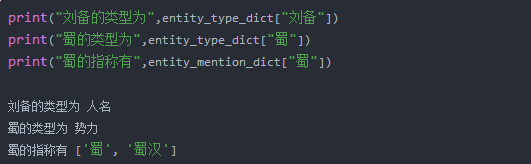 print("刘备的类型为",entity_type_dict["刘备"])
print("蜀的类型为",entity_type_dict["蜀"])
print("蜀的指称有",entity_mention_dict["蜀"])
刘备的类型为 人名
蜀的类型为 势力
蜀的指称有 ['蜀', '蜀汉']